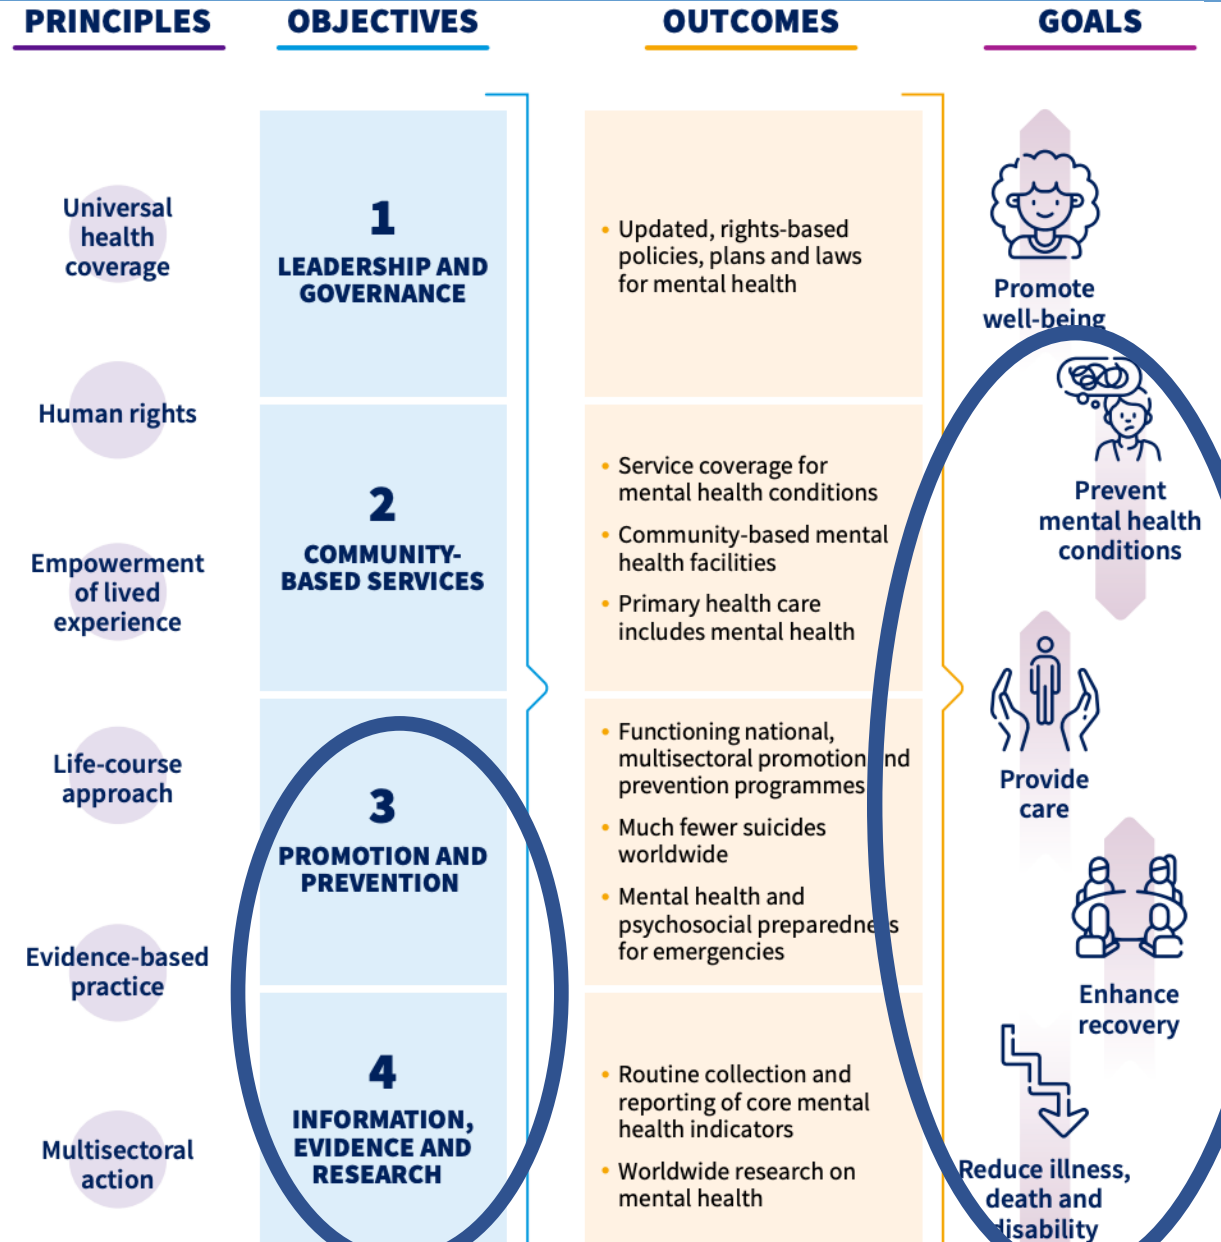 PRINCIPLES
OBJECTIVES
OUTCOMES
GOALS
Universal
health
coverage
Human rights
Empowerment
of lived
experience
Life-course
approach
Evidence-based
practice
Multisectoral
action
1
LEADERSHIP AND
GOVERNANCE
2
COMMUNITY-
BASED SERVICES
3
PROMOTION AND
PREVENTION
4
INFORMATION,
EVIDENCE AND
RESEARCH
• Updated, rights-based
policies, plans and laws
for mental health
• Service coverage for
mental health conditions
• Community-based mental
health facilities
• Primary health care
includes mental health
• Functioning national,
multisectoral promotion and
prevention programmes
• Much fewer suicides
worldwide
• Mental health and
psychosocial preparedness
for emergencies
• Routine collection and
reporting of core mental
health indicators
• Worldwide research on
mental health
Promote
well-being
Prevent
mental health
conditions
Provide
care
Enhance
recovery
Reduce illness,
death and
disability